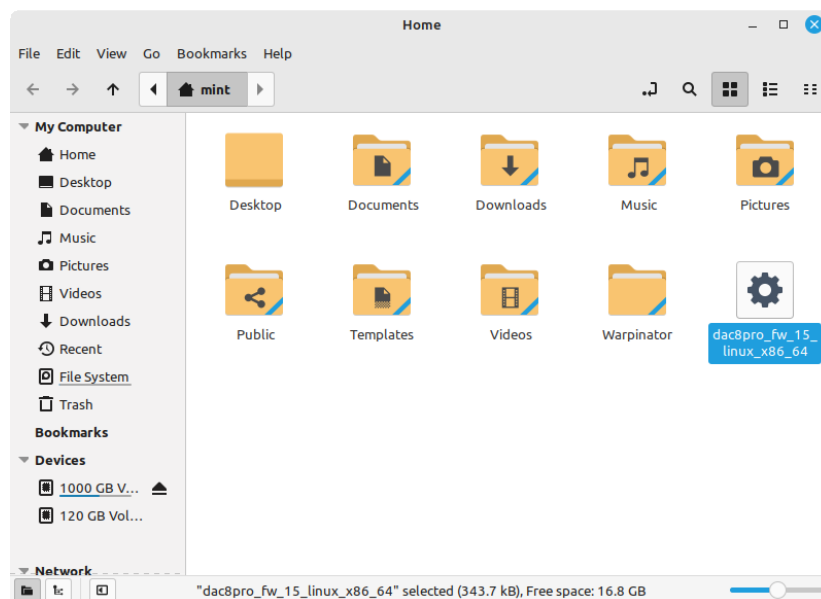 Home
File Edit View Go Bookmarks Help
mint
My Computer
Home
Desktop
Documents
Music
Pictures
Videos
Downloads
Recent
File System
Trash
Bookmarks
Devices
1000 GB V...
120 GB Vol...
Network
Desktop Documents Downloads Music Pictures
Public Templates Videos Warpinator dac8pro_fw_15_
linux_x86_64
"dac8pro_fw_15_linux_x86_64" selected (343.7 kB), Free space: 16.8 GB